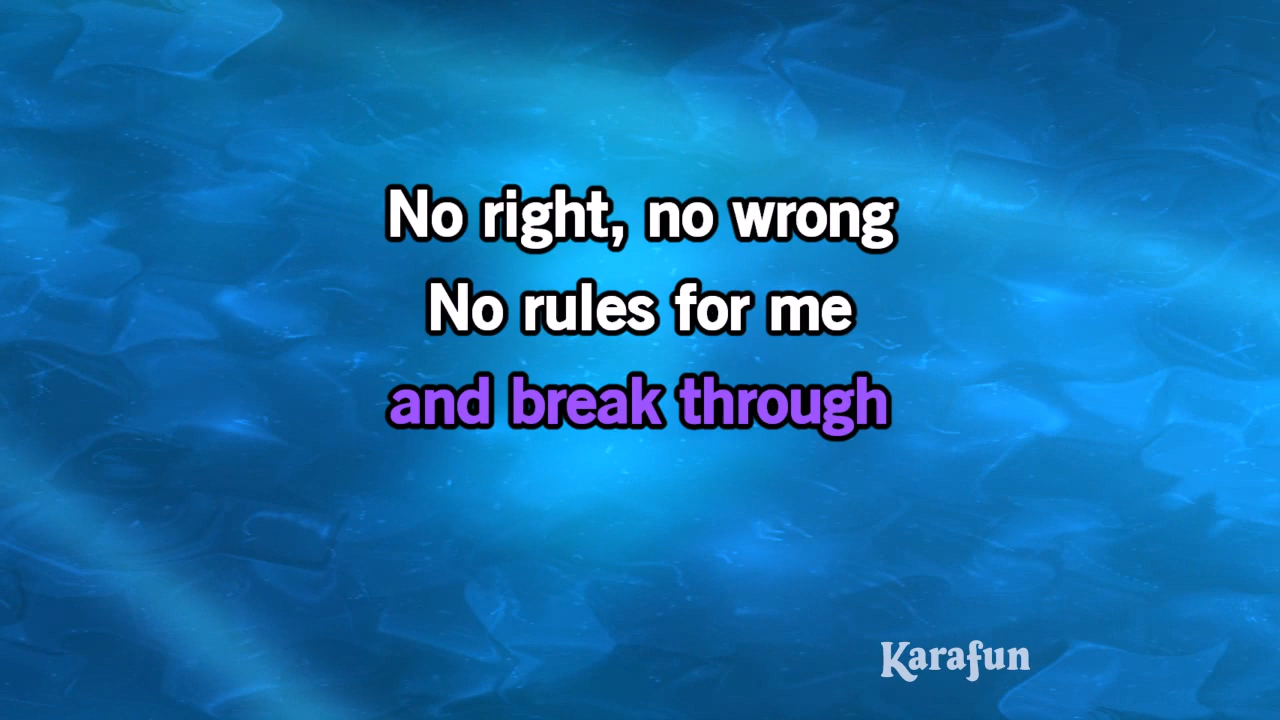 No right, no wrong
No rules for me
and break through
Karafun